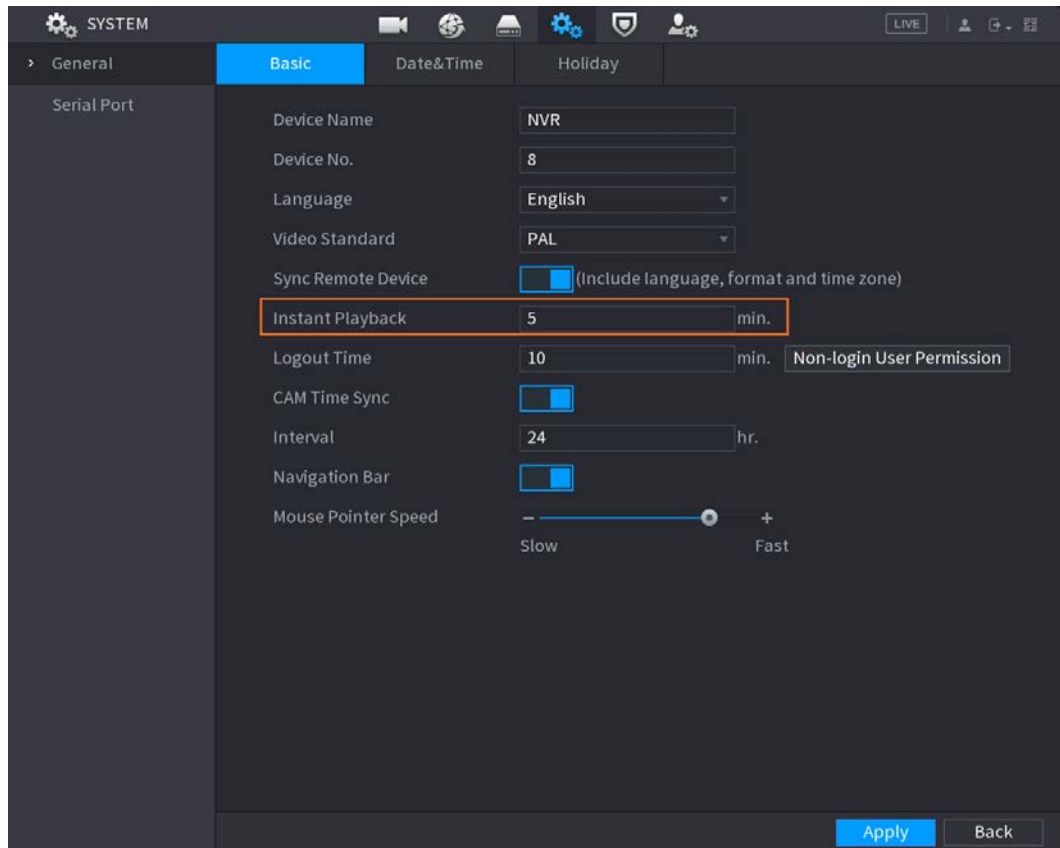 SYSTEM
LIVE
General
Basic
Date&Time
Holiday
Serial Port
Device Name
NVR
Device No.
8
Language
English
Video Standard
PAL
Sync Remote Device
(Include language, format and time zone)
Instant Playback
5
min.
Logout Time
10
min.
Non-login User Permission
CAM Time Sync
Interval
24
hr.
Navigation Bar
Mouse Pointer Speed
Slow
Fast
Apply
Back